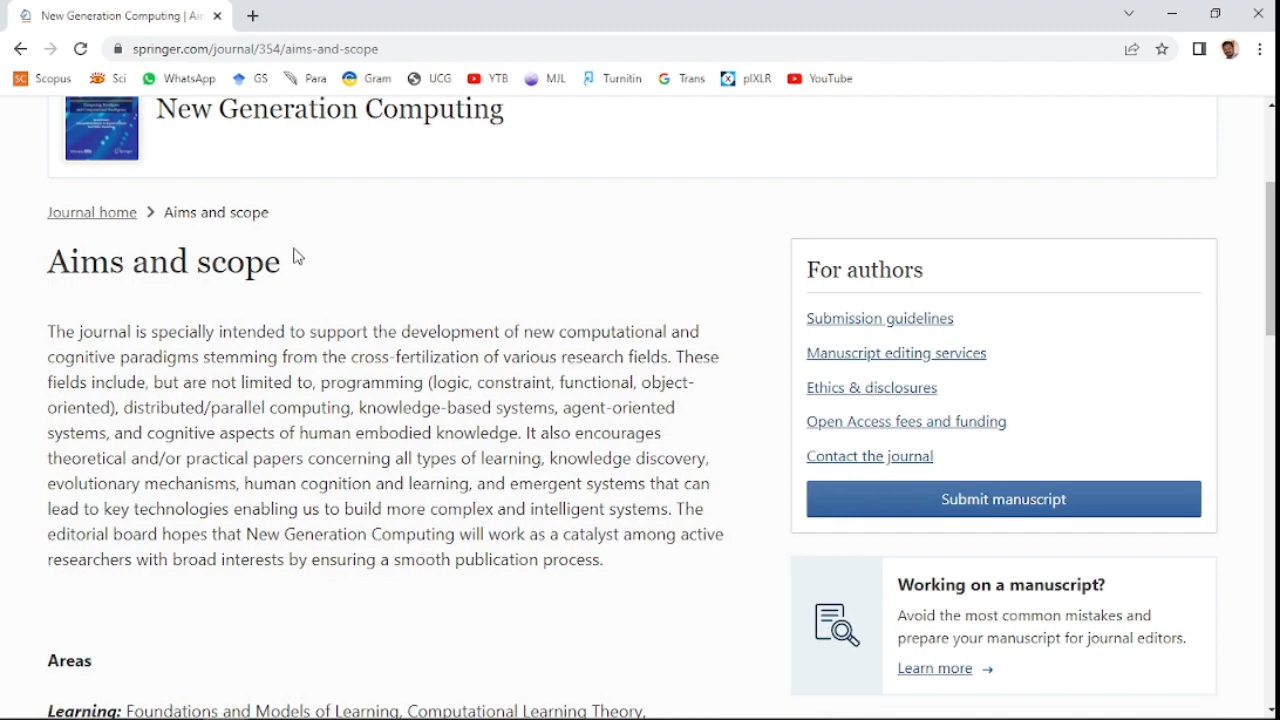 New Generation Computing | Ai
springer.com/journal/354/aims-and-scope
Scopus
Sci
WhatsApp
GS
Para
Gram
UCG
YTB
MJL
Turnitin
Trans
pIXLR
YouTube
New Generation Computing
Journal home > Aims and scope
Aims and scope
The journal is specially intended to support the development of new computational and
cognitive paradigms stemming from the cross-fertilization of various research fields. These
fields include, but are not limited to, programming (logic, constraint, functional, object-
oriented), distributed/parallel computing, knowledge-based systems, agent-oriented
systems, and cognitive aspects of human embodied knowledge. It also encourages
theoretical and/or practical papers concerning all types of learning, knowledge discovery,
evolutionary mechanisms, human cognition and learning, and emergent systems that can
lead to key technologies enabling us to build more complex and intelligent systems. The
editorial board hopes that New Generation Computing will work as a catalyst among active
researchers with broad interests by ensuring a smooth publication process.
Areas
Learning: Foundations and Models of Learning, Computational Learning Theory,
For authors
Submission guidelines
Manuscript editing services
Ethics & disclosures
Open Access fees and funding
Contact the journal
Submit manuscript
Working on a manuscript?
Avoid the most common mistakes and
prepare your manuscript for journal editors.
Learn more →